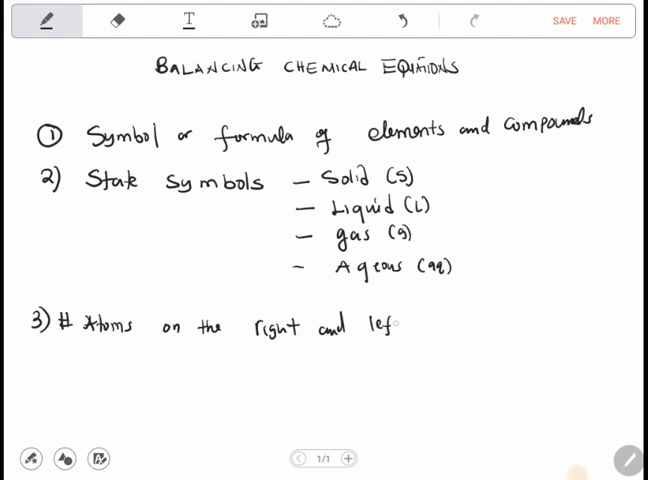 SAVE MORE
BALANCING CHEMICAL EQUATIONS
① Symbol or formula of elements and compounds
2) State Symbols – Solid (s)
– Liquid (L)
– gas (g)
– Aqeous (aq)
3) # Atoms on the right and lef
1/1